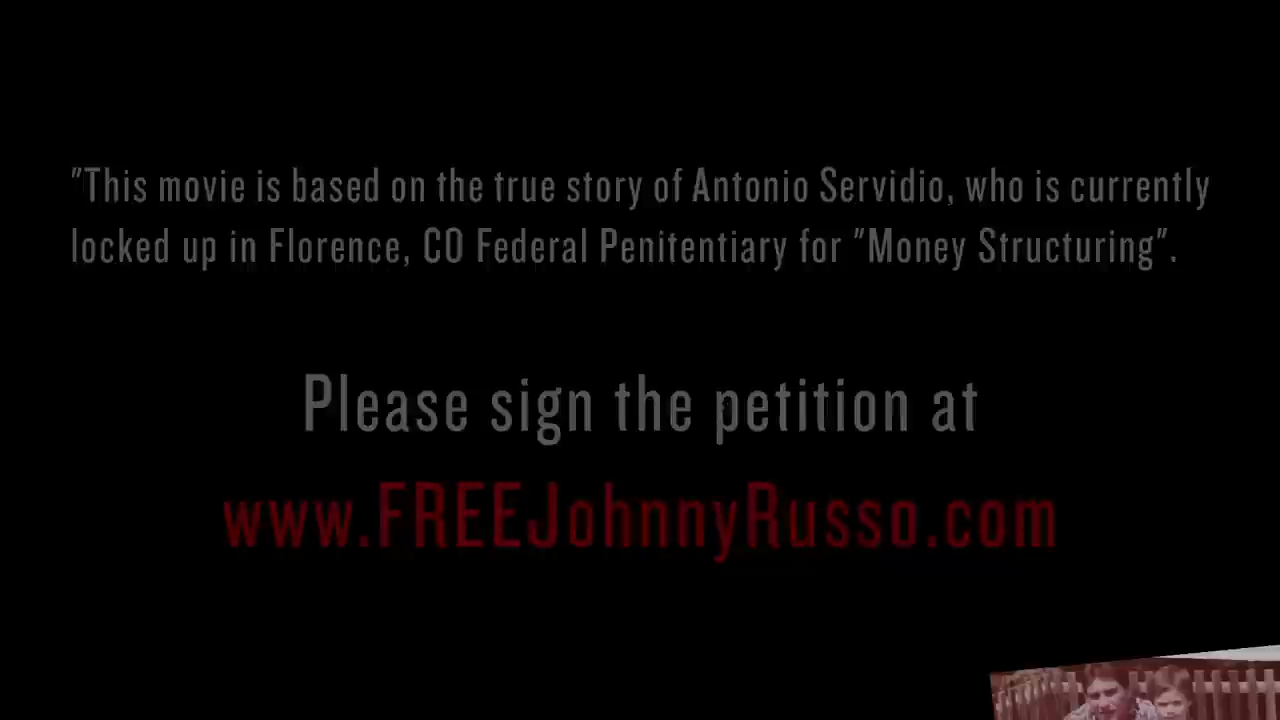 "This movie is based on the true story of Antonio Servidio, who is currently
locked up in Florence, CO Federal Penitentiary for "Money Structuring".
Please sign the petition at
www.FREEJohnnyRusso.com